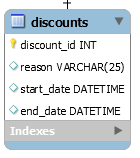 discounts
discount_id INT
reason VARCHAR(25)
start_date DATETIME
end_date DATETIME
Indexes